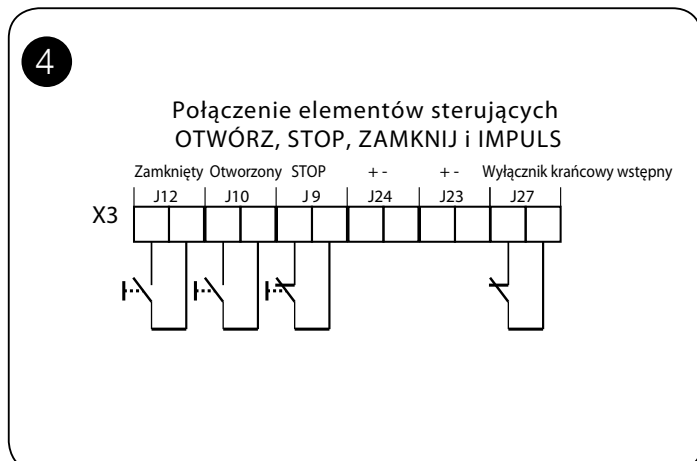 4
Połączenie elementów sterujących
OTWÓRZ, STOP, ZAMKNIJ i IMPULS
Zamknięty Otworzony STOP + - + - Wyłącznik krańcowy wstępny
X3 J12 J10 J 9 J24 J23 J27